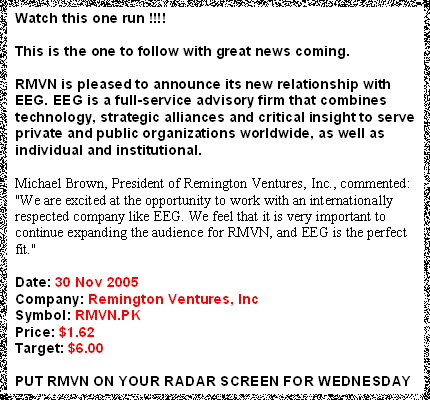 Watch this one run !!!!
This is the one to follow with great news coming.
RMVN is pleased to announce its new relationship with
EEG. EEG is a full-service advisory firm that combines
technology, strategic alliances and critical insight to serve
private and public organizations worldwide, as well as
individual and institutional.
Michael Brown, President of Remington Ventures, Inc., commented:
"We are excited at the opportunity to work with an internationally
respected company like EEG. We feel that it is very important to
continue expanding the audience for RMVN, and EEG is the perfect
fit."
Date: 30 Nov 2005
Company: Remington Ventures, Inc
Symbol: RMVN.PK
Price: $1.62
Target: $6.00
PUT RMVN ON YOUR RADAR SCREEN FOR WEDNESDAY